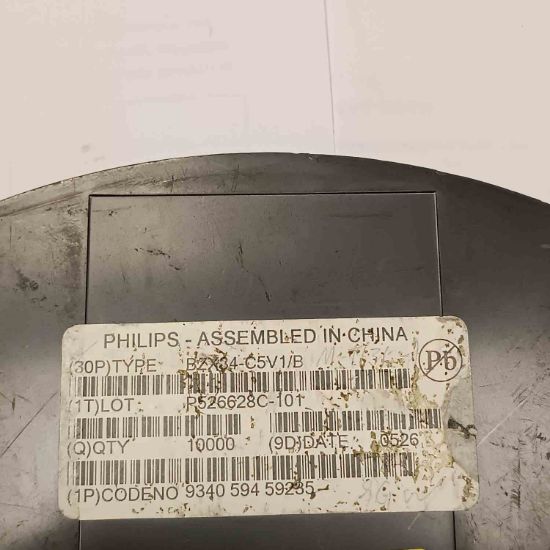 PHILIPS - ASSEMBLED IN CHINA
(30P)TYPE BZX84-C5V1/B
Pb
(1T)LOT P526628C-101
(Q)QTY 10000 (9D)DATE 0526
(1P)CODENO 9340 594 59235